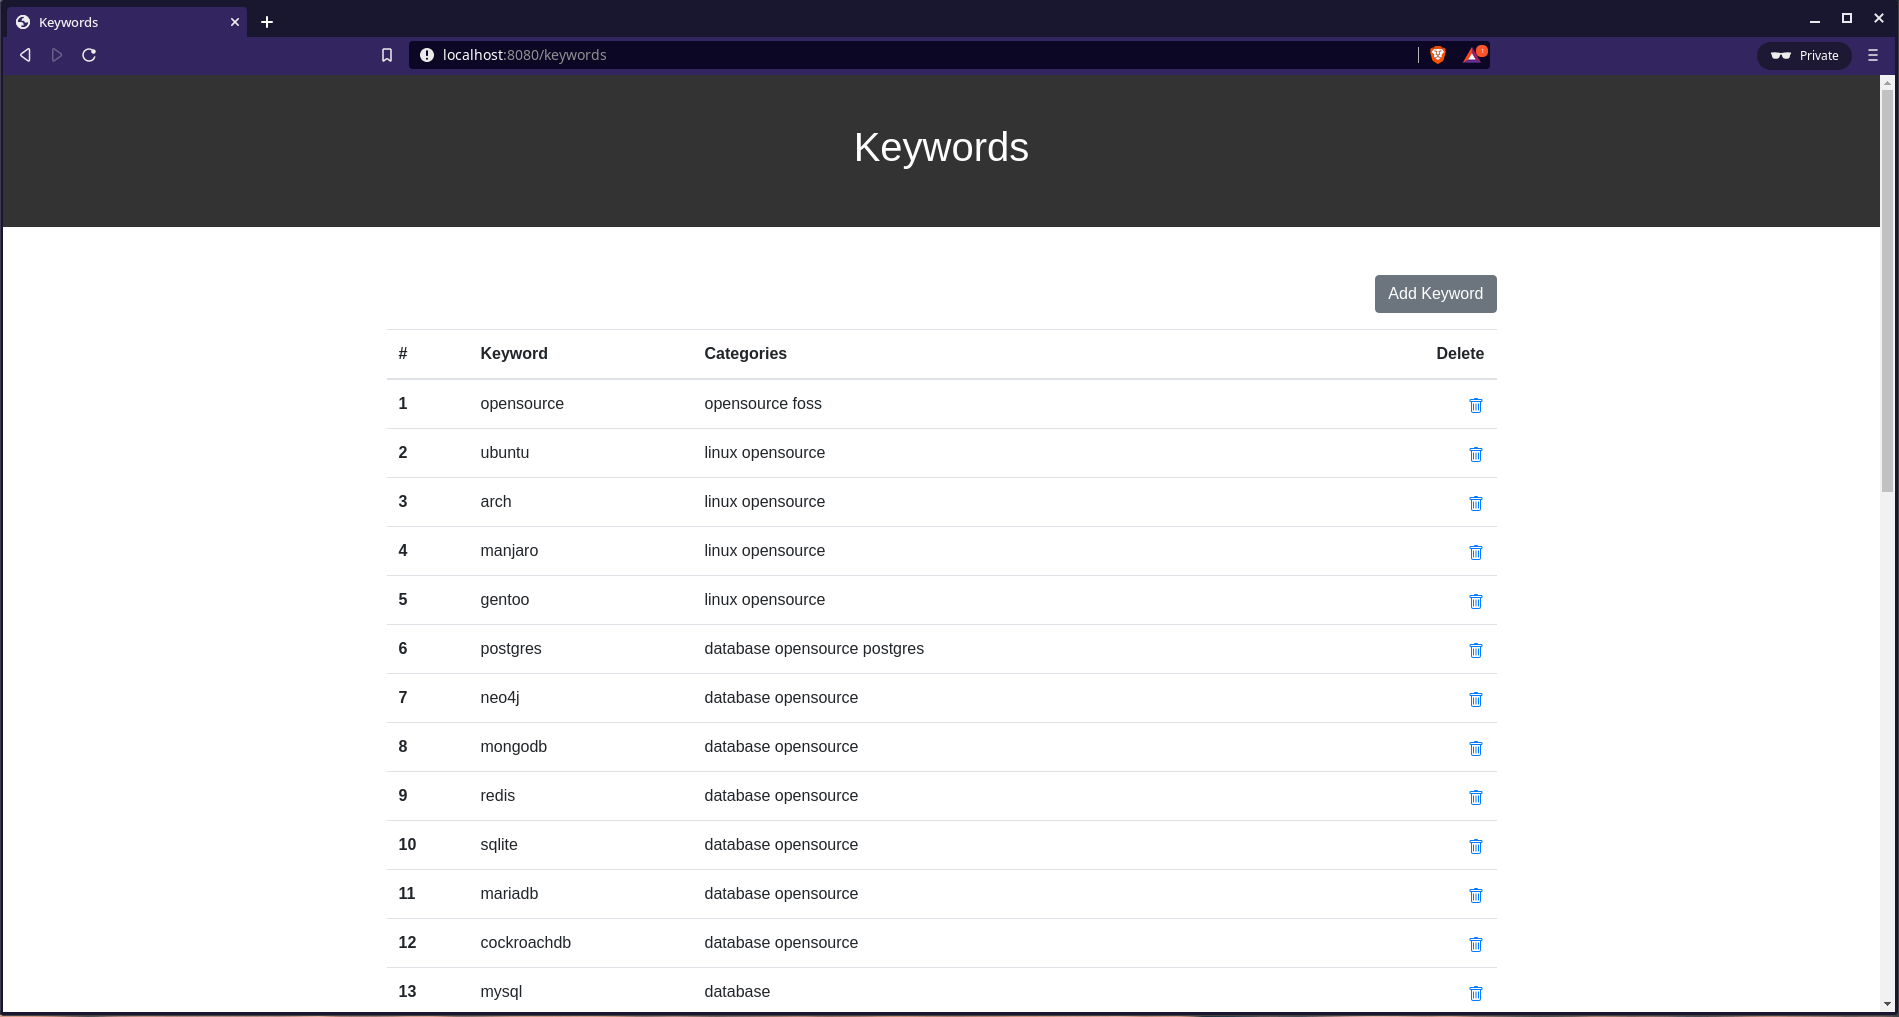 Keywords
localhost:8080/keywords
Private
Keywords
Add Keyword
# Keyword Categories Delete
1 opensource opensource foss
2 ubuntu linux opensource
3 arch linux opensource
4 manjaro linux opensource
5 gentoo linux opensource
6 postgres database opensource postgres
7 neo4j database opensource
8 mongodb database opensource
9 redis database opensource
10 sqlite database opensource
11 mariadb database opensource
12 cockroachdb database opensource
13 mysql database